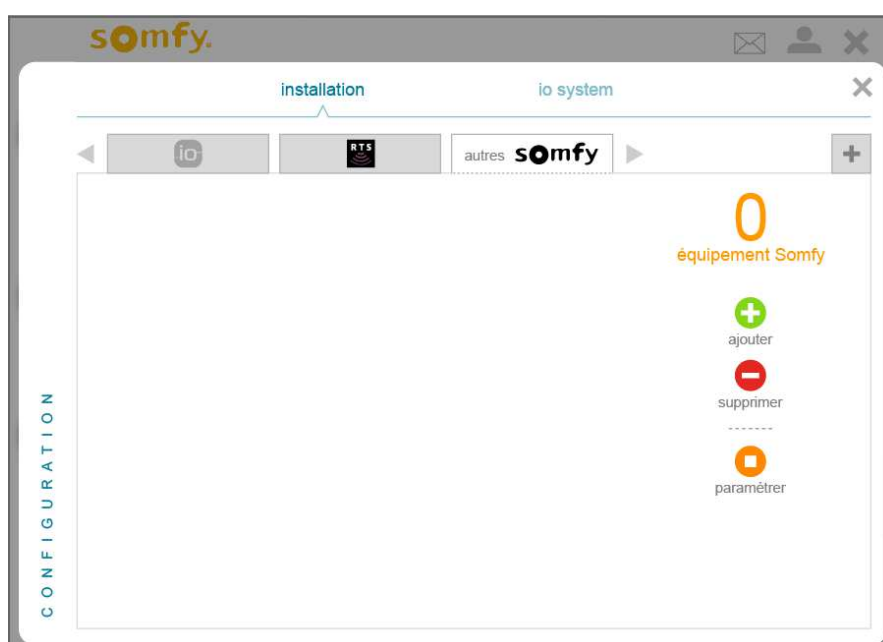 somfy.
installation io system
io RTS autres somfy
0
équipement Somfy
ajouter
supprimer
paramétrer
CONFIGURATION